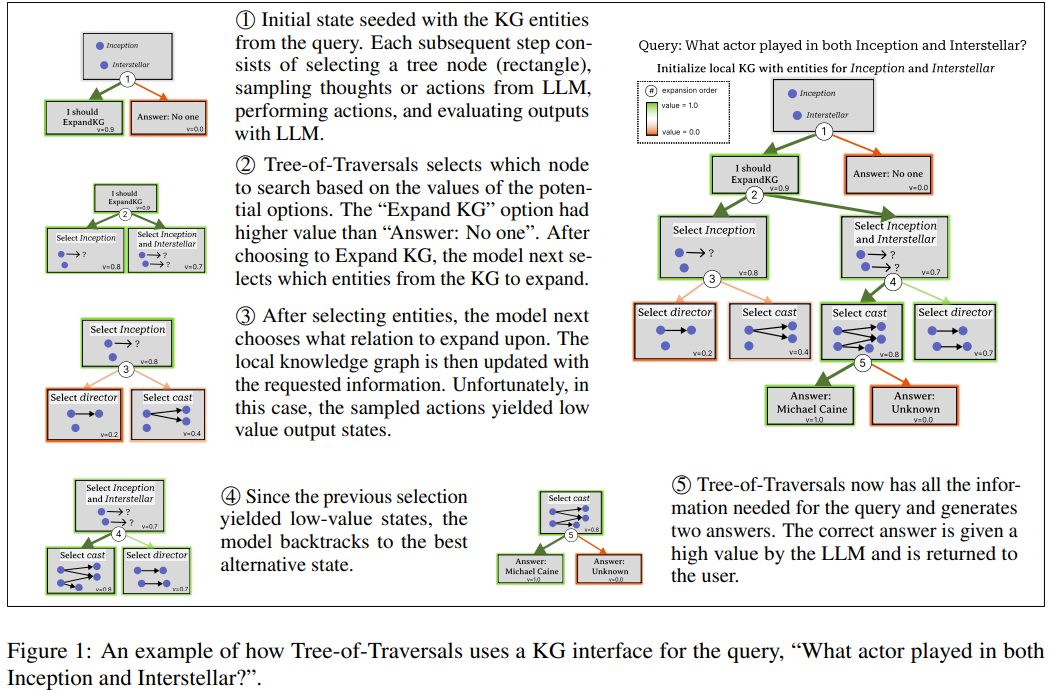 Inception
Interstellar
1
I should
ExpandKG
v=0.9
Answer: No one
v=0.0
① Initial state seeded with the KG entities
from the query. Each subsequent step con-
sists of selecting a tree node (rectangle),
sampling thoughts or actions from LLM,
performing actions, and evaluating outputs
with LLM.
I should
ExpandKG
v=0.9
2
Select Inception
?
v=0.8
Select Inception
and Interstellar
?
?
v=0.7
② Tree-of-Traversals selects which node
to search based on the values of the poten-
tial options. The “Expand KG” option had
higher value than “Answer: No one”. After
choosing to Expand KG, the model next se-
lects which entities from the KG to expand.
Select Inception
?
v=0.8
3
Select director
v=0.2
Select cast
v=0.4
③ After selecting entities, the model next
chooses what relation to expand upon. The
local knowledge graph is then updated with
the requested information. Unfortunately, in
this case, the sampled actions yielded low
value output states.
Select Inception
and Interstellar
?
?
v=0.7
4
Select cast
v=0.8
Select director
v=0.7
④ Since the previous selection
yielded low-value states, the
model backtracks to the best
alternative state.
Query: What actor played in both Inception and Interstellar?
Initialize local KG with entities for Inception and Interstellar
# expansion order
value = 1.0
value = 0.0
Inception
Interstellar
1
I should
ExpandKG
v=0.9
Answer: No one
v=0.0
2
Select Inception
?
v=0.8
Select Inception
and Interstellar
?
?
v=0.7
3
4
Select director
v=0.2
Select cast
v=0.4
Select cast
v=0.8
Select director
v=0.7
5
Answer:
Michael Caine
v=1.0
Answer:
Unknown
v=0.0
Select cast
v=0.8
5
Answer:
Michael Caine
v=1.0
Answer:
Unknown
v=0.0
⑤ Tree-of-Traversals now has all the infor-
mation needed for the query and generates
two answers. The correct answer is given a
high value by the LLM and is returned to
the user.
Figure 1: An example of how Tree-of-Traversals uses a KG interface for the query, “What actor played in both
Inception and Interstellar?”.